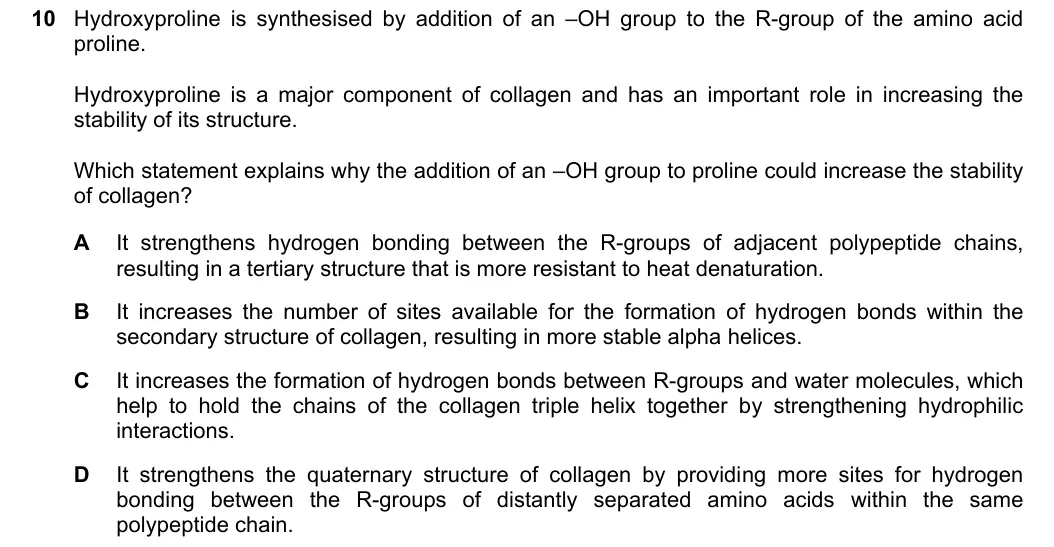 10 Hydroxyproline is synthesised by addition of an –OH group to the R-group of the amino acid
proline.
Hydroxyproline is a major component of collagen and has an important role in increasing the
stability of its structure.
Which statement explains why the addition of an –OH group to proline could increase the stability
of collagen?
A It strengthens hydrogen bonding between the R-groups of adjacent polypeptide chains,
resulting in a tertiary structure that is more resistant to heat denaturation.
B It increases the number of sites available for the formation of hydrogen bonds within the
secondary structure of collagen, resulting in more stable alpha helices.
C It increases the formation of hydrogen bonds between R-groups and water molecules, which
help to hold the chains of the collagen triple helix together by strengthening hydrophilic
interactions.
D It strengthens the quaternary structure of collagen by providing more sites for hydrogen
bonding between the R-groups of distantly separated amino acids within the same
polypeptide chain.